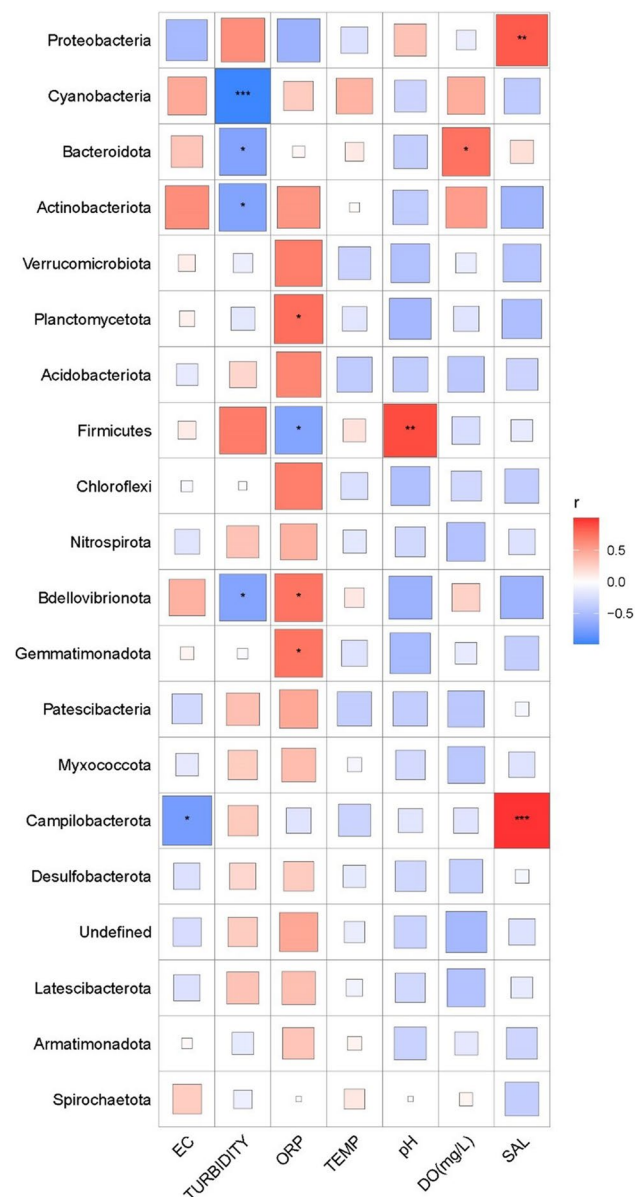 Proteobacteria **
Cyanobacteria ***
Bacteroidota * *
Actinobacteriota *
Verrucomicrobiota
Planctomycetota *
Acidobacteriota
Firmicutes * **
Chloroflexi
Nitrospirota
Bdellovibrionota * *
Gemmatimonadota *
Patescibacteria
Myxococcota
Campilobacterota * ***
Desulfobacterota
Undefined
Latescibacterota
Armatimonadota
Spirochaetota
EC TURBIDITY ORP TEMP pH DO(mg/L) SAL
r
0.5
0.0
−0.5